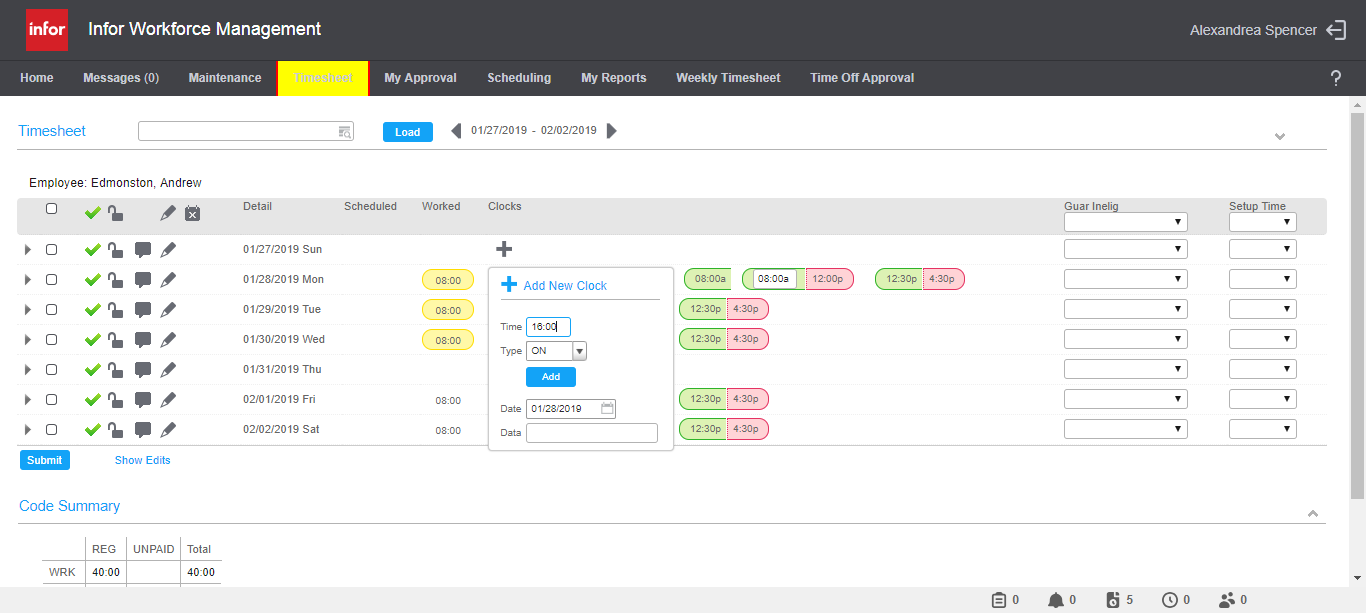 infor Infor Workforce Management Alexandrea Spencer
Home Messages (0) Maintenance Timesheet My Approval Scheduling My Reports Weekly Timesheet Time Off Approval ?
Timesheet Load 01/27/2019 - 02/02/2019
Employee: Edmonston, Andrew
Detail Scheduled Worked Clocks Guar Inelig Setup Time
01/27/2019 Sun
01/28/2019 Mon 08:00 08:00a 08:00a 12:00p 12:30p 4:30p
01/29/2019 Tue 08:00 12:30p 4:30p
01/30/2019 Wed 08:00 12:30p 4:30p
01/31/2019 Thu
02/01/2019 Fri 08:00 12:30p 4:30p
02/02/2019 Sat 08:00 12:30p 4:30p
Add New Clock
Time 16:00
Type ON
Add
Date 01/28/2019
Data
Submit Show Edits
Code Summary
REG UNPAID Total
WRK 40:00 40:00
0 0 5 0 0